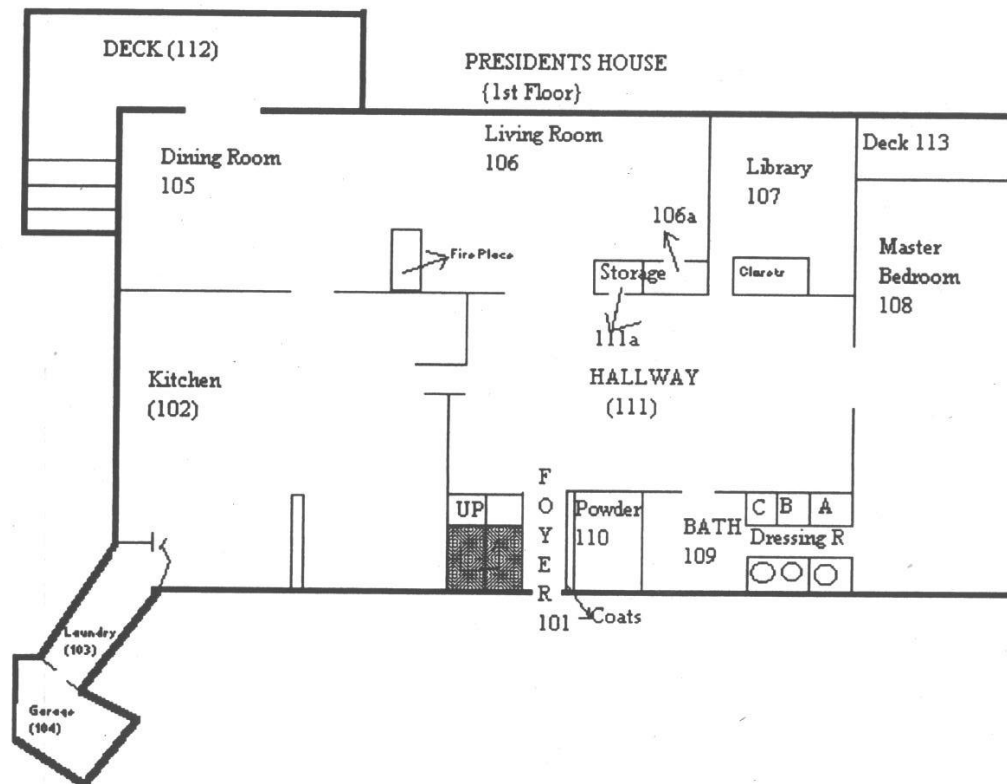 DECK (112)
PRESIDENTS HOUSE
{1st Floor}
Dining Room
105
Living Room
106
Library
107
Deck 113
106a
Fire Place
Storage
Closets
Master
Bedroom
108
111a
HALLWAY
(111)
Kitchen
(102)
UP
FOYER
101
Powder
110
BATH
109
C B A
Dressing R
Coats
Laundry
(103)
Garage
(104)